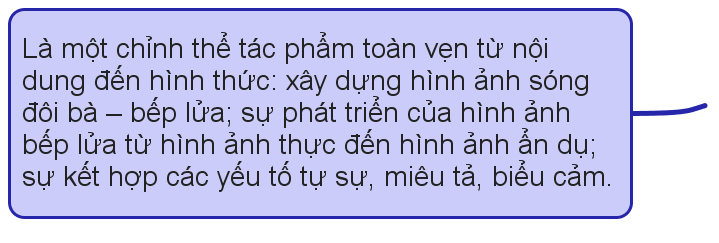 Là một chỉnh thể tác phẩm toàn vẹn từ nội
dung đến hình thức: xây dựng hình ảnh sóng
đôi bà – bếp lửa; sự phát triển của hình ảnh
bếp lửa từ hình ảnh thực đến hình ảnh ẩn dụ;
sự kết hợp các yếu tố tự sự, miêu tả, biểu cảm.